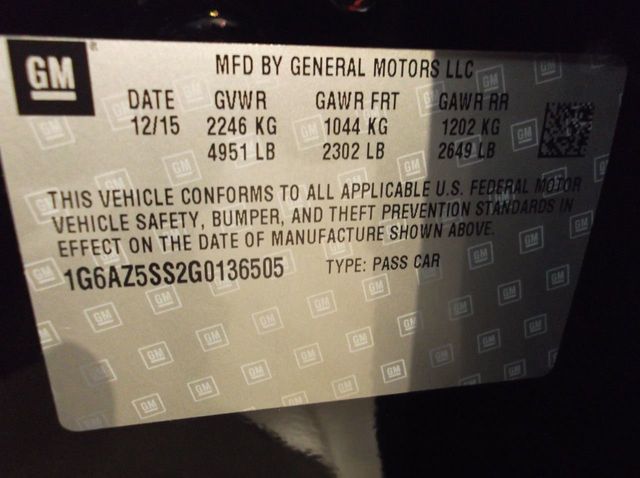 GM
MFD BY GENERAL MOTORS LLC
DATE GVWR GAWR FRT GAWR RR
12/15 2246 KG 1044 KG 1202 KG
4951 LB 2302 LB 2649 LB
THIS VEHICLE CONFORMS TO ALL APPLICABLE U.S. FEDERAL MOTOR
VEHICLE SAFETY, BUMPER, AND THEFT PREVENTION STANDARDS IN
EFFECT ON THE DATE OF MANUFACTURE SHOWN ABOVE.
1G6AZ5SS2G0136505 TYPE: PASS CAR